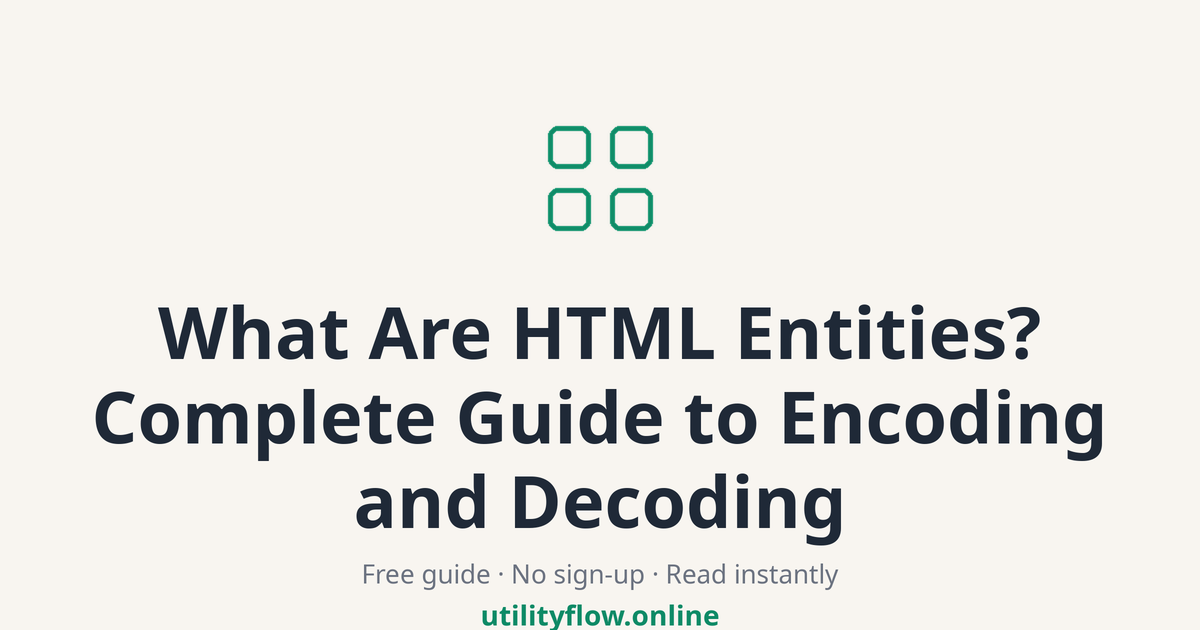 What Are HTML Entities?
Complete Guide to Encoding
and Decoding
Free guide · No sign-up · Read instantly
utilityflow.online